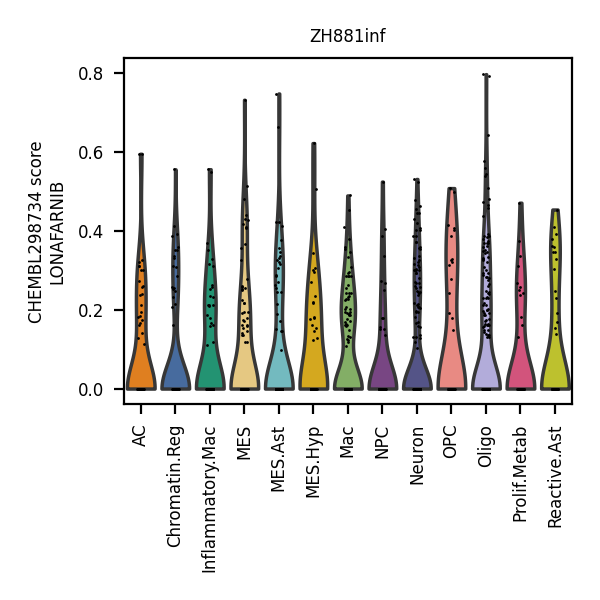 ZH881inf
CHEMBL298734 score
LONAFARNIB
0.8
0.6
0.4
0.2
0.0
AC
Chromatin.Reg
Inflammatory.Mac
MES
MES.Ast
MES.Hyp
Mac
NPC
Neuron
OPC
Oligo
Prolif.Metab
Reactive.Ast